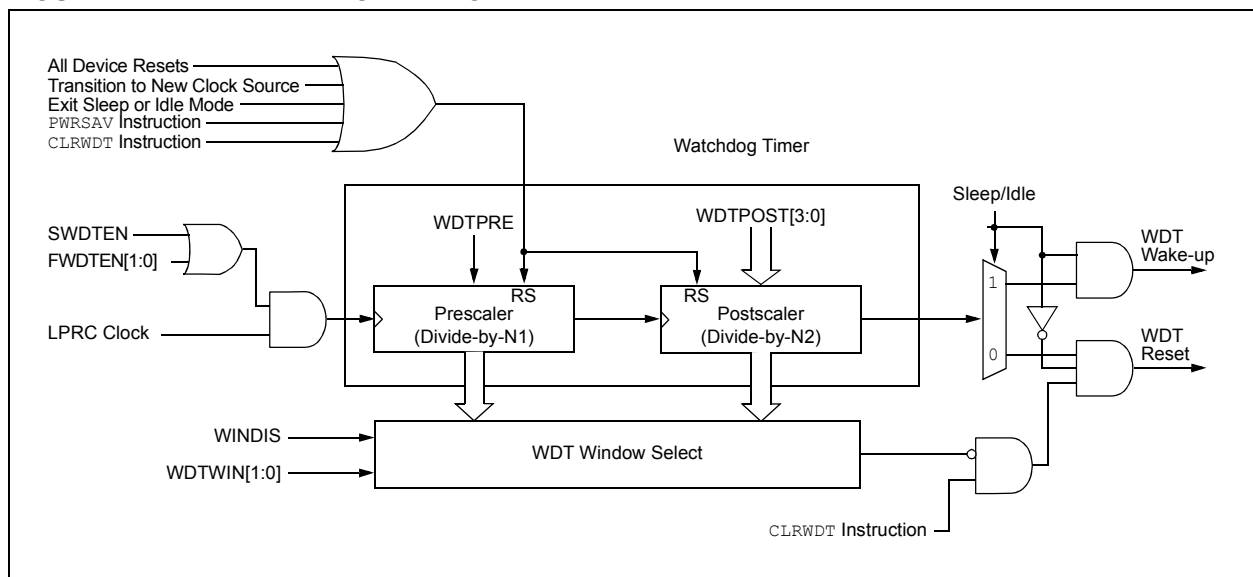 All Device Resets
Transition to New Clock Source
Exit Sleep or Idle Mode
PWRSAV Instruction
CLRWDT Instruction
Watchdog Timer
Sleep/Idle
WDTPRE
WDTPOST[3:0]
SWDTEN
FWDTEN[1:0]
WDT
Wake-up
RS
RS
1
Prescaler
(Divide-by-N1)
Postscaler
(Divide-by-N2)
LPRC Clock
0
WDT
Reset
WINDIS
WDT Window Select
WDTWIN[1:0]
CLRWDT Instruction